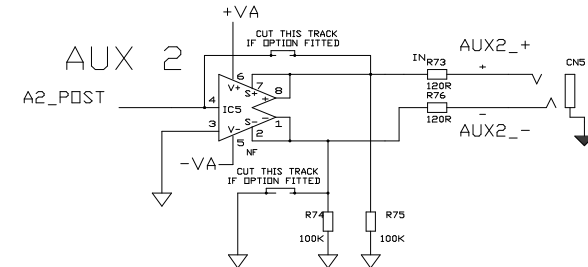 +VA
CUT THIS TRACK
IF OPTION FITTED
AUX 2
IN
R73
AUX2_+
CN5
+
120R
R76
120R
-
AUX2_-
A2_POST
6
V+
7
S+
8
+
4
IC5
-
1
3
V-
S-
2
5
NF
-VA
CUT THIS TRACK
IF OPTION FITTED
R74
R75
100K
100K